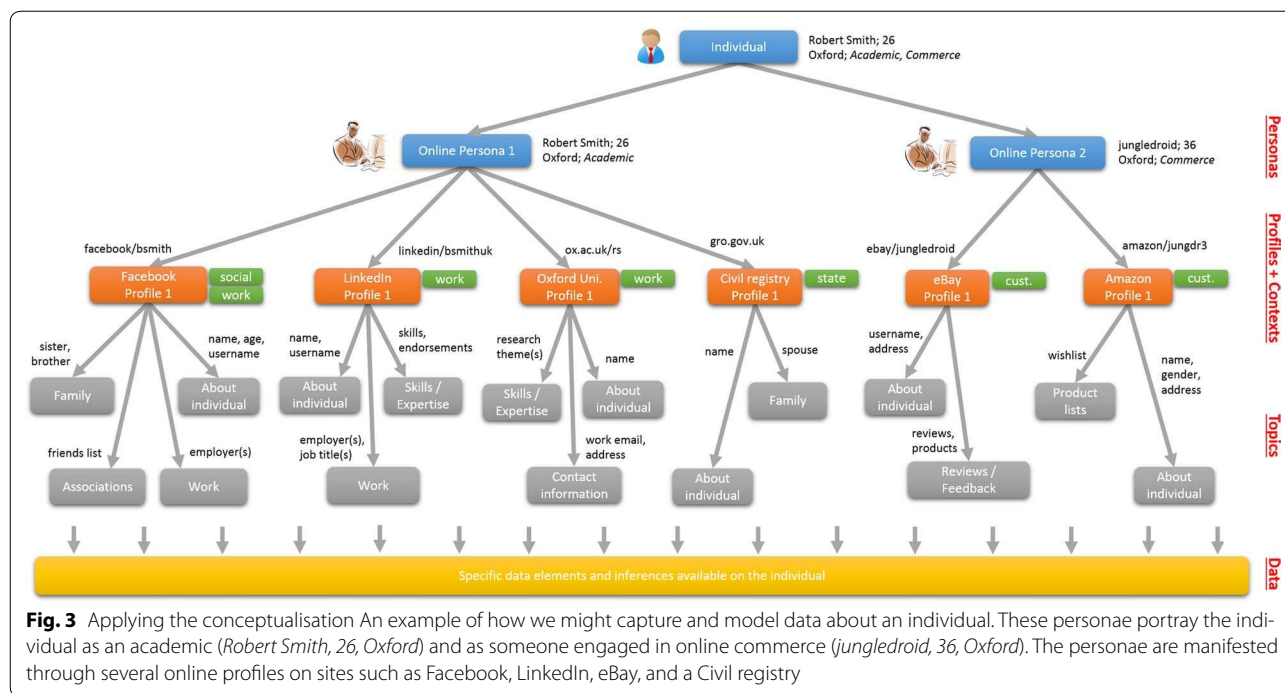 Individual
Robert Smith; 26
Oxford; Academic, Commerce
Personas
Online Persona 1
Robert Smith; 26
Oxford; Academic
Online Persona 2
jungledroid; 36
Oxford; Commerce
Profiles + Contexts
facebook/bsmith
linkedin/bsmithuk
ox.ac.uk/rs
gro.gov.uk
ebay/jungledroid
amazon/jungdr3
Facebook
Profile 1
social
work
LinkedIn
Profile 1
work
Oxford Uni.
Profile 1
work
Civil registry
Profile 1
state
eBay
Profile 1
cust.
Amazon
Profile 1
cust.
Topics
sister,
brother
name, age,
username
name,
username
skills,
endorsements
research
theme(s)
name
name
spouse
username,
address
wishlist
name,
gender,
address
Family
About
individual
About
individual
Skills /
Expertise
Skills /
Expertise
About
individual
Family
About
individual
Product
lists
friends list
employer(s)
employer(s),
job title(s)
work email,
address
reviews,
products
Associations
Work
Work
Contact
information
About
individual
Reviews /
Feedback
About
individual
Data
Specific data elements and inferences available on the individual
Fig. 3 Applying the conceptualisation An example of how we might capture and model data about an individual. These personae portray the indi-
vidual as an academic (Robert Smith, 26, Oxford) and as someone engaged in online commerce (jungledroid, 36, Oxford). The personae are manifested
through several online profiles on sites such as Facebook, LinkedIn, eBay, and a Civil registry